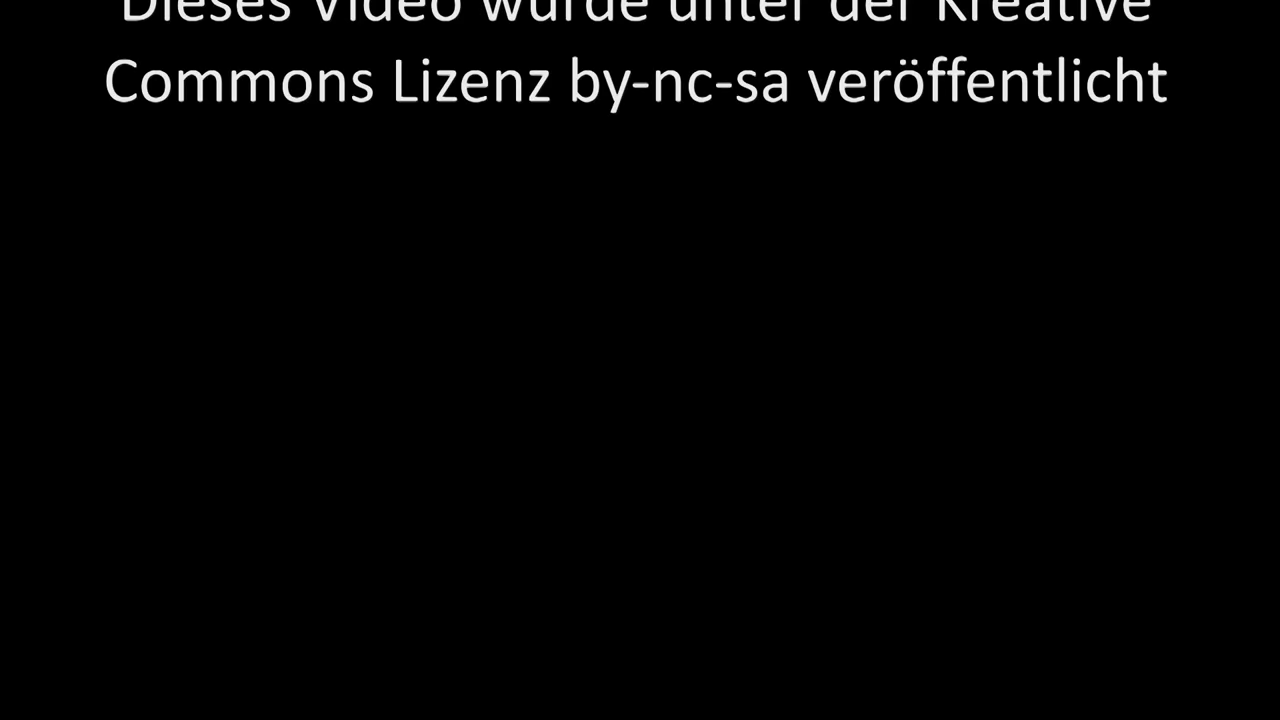 Dieses Video wurde unter der Kreative
Commons Lizenz by-nc-sa veröffentlicht